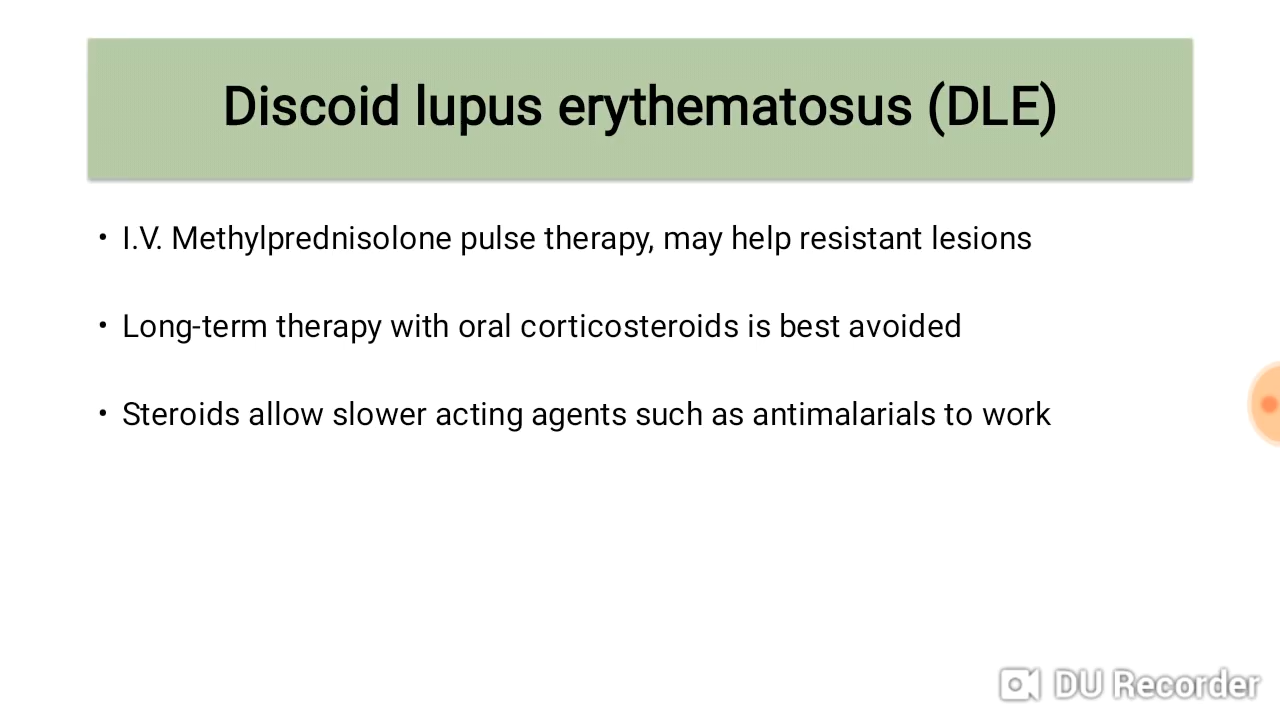 Discoid lupus erythematosus (DLE)
• I.V. Methylprednisolone pulse therapy, may help resistant lesions
• Long-term therapy with oral corticosteroids is best avoided
• Steroids allow slower acting agents such as antimalarials to work
DU Recorder